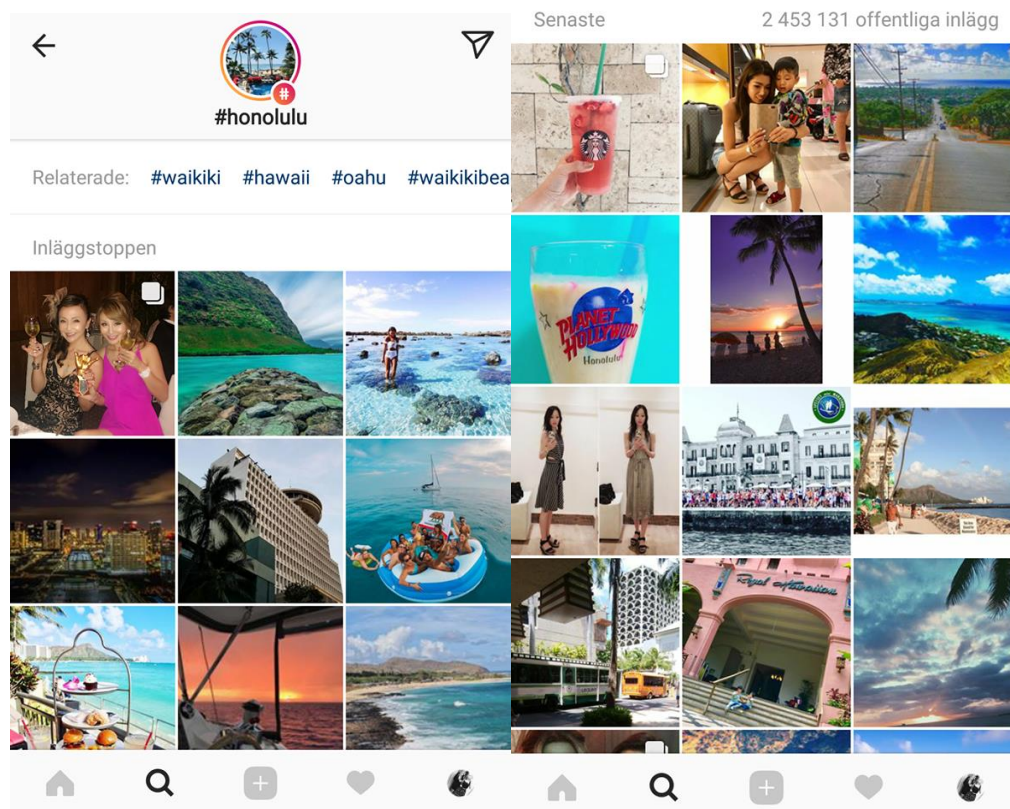 #honolulu
Relaterade: #waikiki #hawaii #oahu #waikikibea
Inläggstoppen
Senaste 2 453 131 offentliga inlägg
PLANET
HOLLYWOOD
Honolulu
Royal Hawaiian